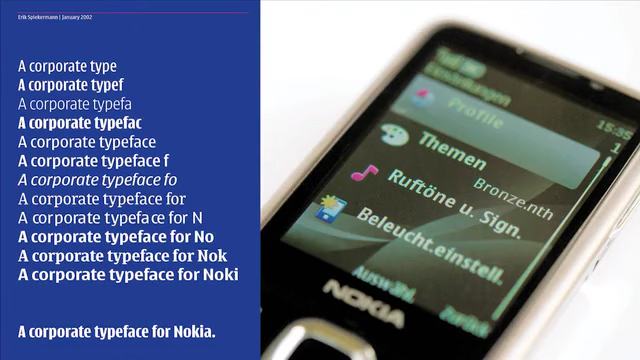 Erik Spiekermann | January 2002
A corporate type
A corporate typef
A corporate typefa
A corporate typefac
A corporate typeface
A corporate typeface f
A corporate typeface fo
A corporate typeface for
A corporate typeface for N
A corporate typeface for No
A corporate typeface for Nok
A corporate typeface for Noki
A corporate typeface for Nokia.
Einstellungen
15:35
Profile
1
Themen
Bronze.nth
Ruftöne u. Sign.
Beleucht.einstell.
Auswähl.
Zurück
NOKIA